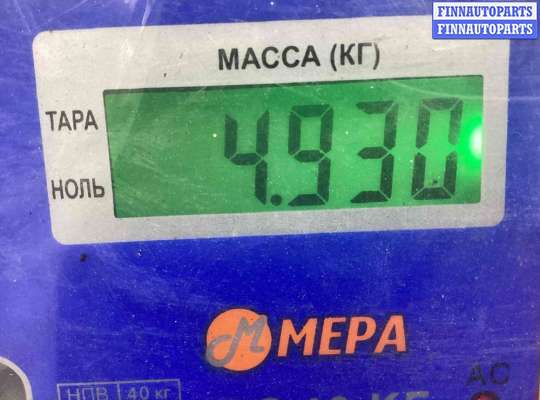 FINNAUTOPARTS
FINNAUTOPARTS
МАССА (КГ)
ТАРА
4.930
НОЛЬ
МЕРА
АС
НПВ 40 кг